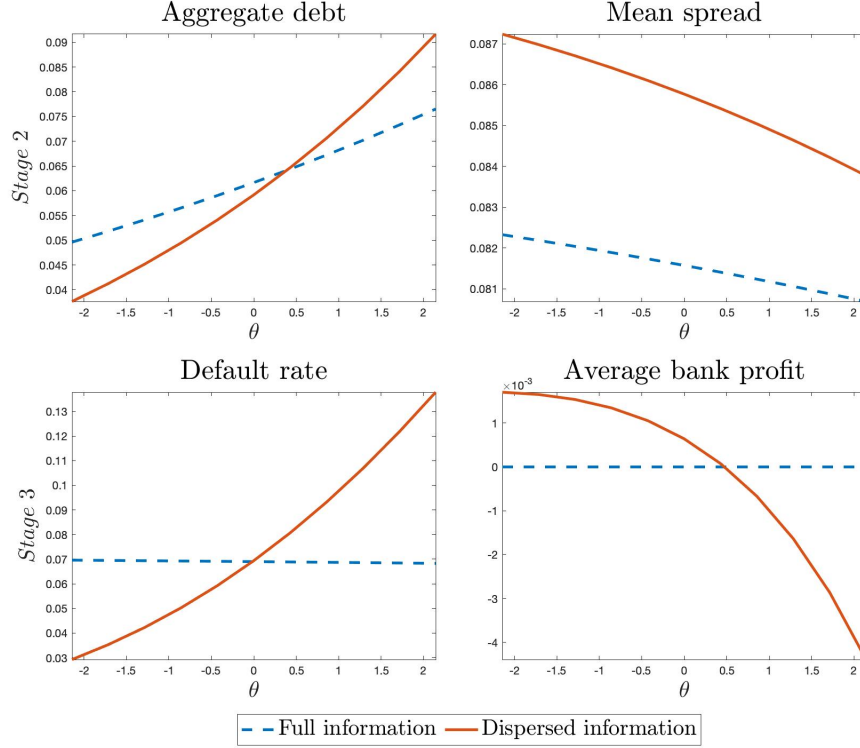 Aggregate debt
0.09
0.085
0.08
0.075
0.07
0.065
0.06
0.055
0.05
0.045
0.04
Stage 2
-2 -1.5 -1 -0.5 0 0.5 1 1.5 2
θ
Mean spread
0.087
0.086
0.085
0.084
0.083
0.082
0.081
-2 -1.5 -1 -0.5 0 0.5 1 1.5 2
θ
Default rate
0.13
0.12
0.11
0.1
0.09
0.08
0.07
0.06
0.05
0.04
0.03
Stage 3
-2 -1.5 -1 -0.5 0 0.5 1 1.5 2
θ
Average bank profit
×10⁻³
1
0
-1
-2
-3
-4
-2 -1.5 -1 -0.5 0 0.5 1 1.5 2
θ
Full information Dispersed information